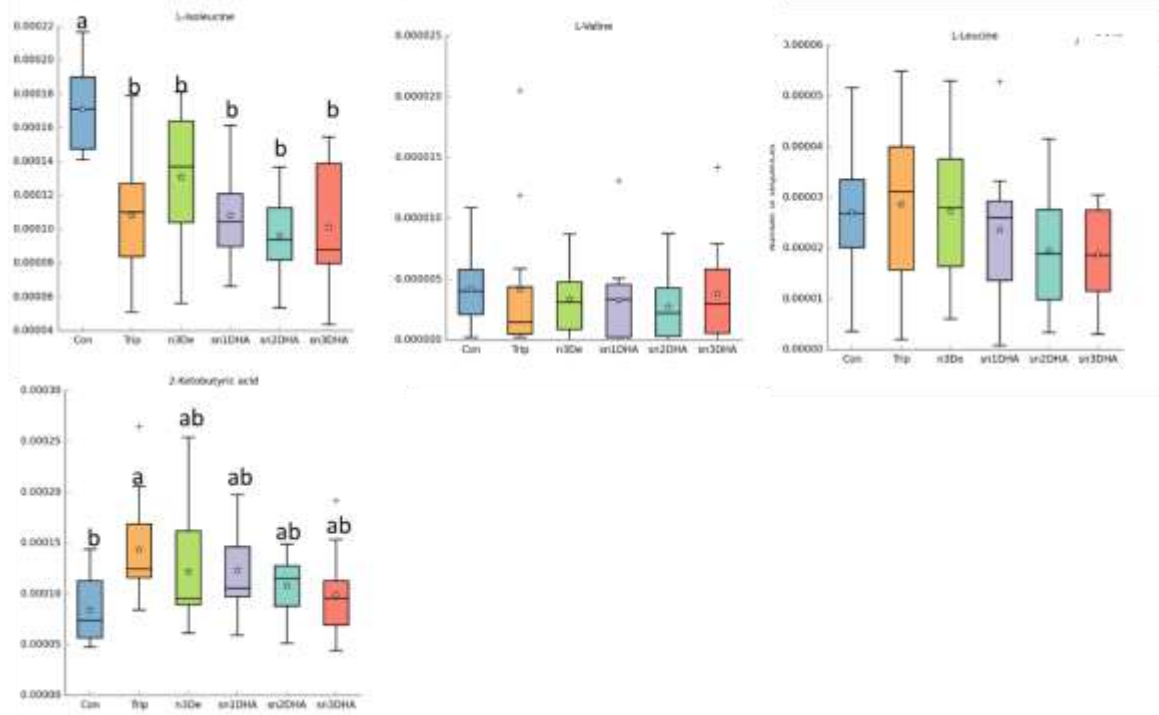 L-Isoleucine
0.00022
0.00020
0.00018
0.00016
0.00014
0.00012
0.00010
0.00008
0.00006
0.00004
a
b
b
b
b
b
Con Trip n3De sn1DHA sn2DHA sn3DHA
L-Valine
0.000025
0.000020
0.000015
0.000010
0.000005
0.000000
Con Trip n3De sn1DHA sn2DHA sn3DHA
L-Leucine
0.00006
0.00005
0.00004
0.00003
0.00002
0.00001
0.00000
Con Trip n3De sn1DHA sn2DHA sn3DHA
2-Ketobutyric acid
0.00030
0.00025
0.00020
0.00015
0.00010
0.00005
0.00000
b
a
ab
ab
ab
ab
Con Trip n3De sn1DHA sn2DHA sn3DHA